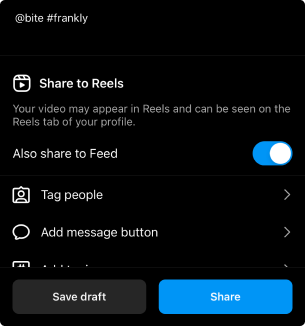 @bite #frankly
Share to Reels
Your video may appear in Reels and can be seen on the
Reels tab of your profile.
Also share to Feed
Tag people
Add message button
Save draft
Share